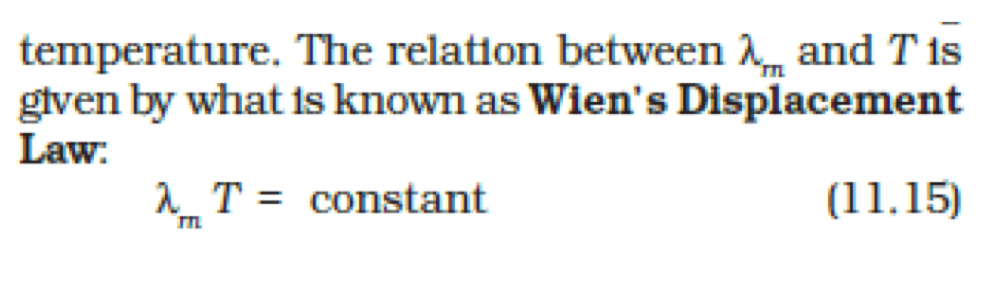 temperature. The relation between λm and T is
given by what is known as Wien's Displacement
Law:
λm T = constant (11.15)